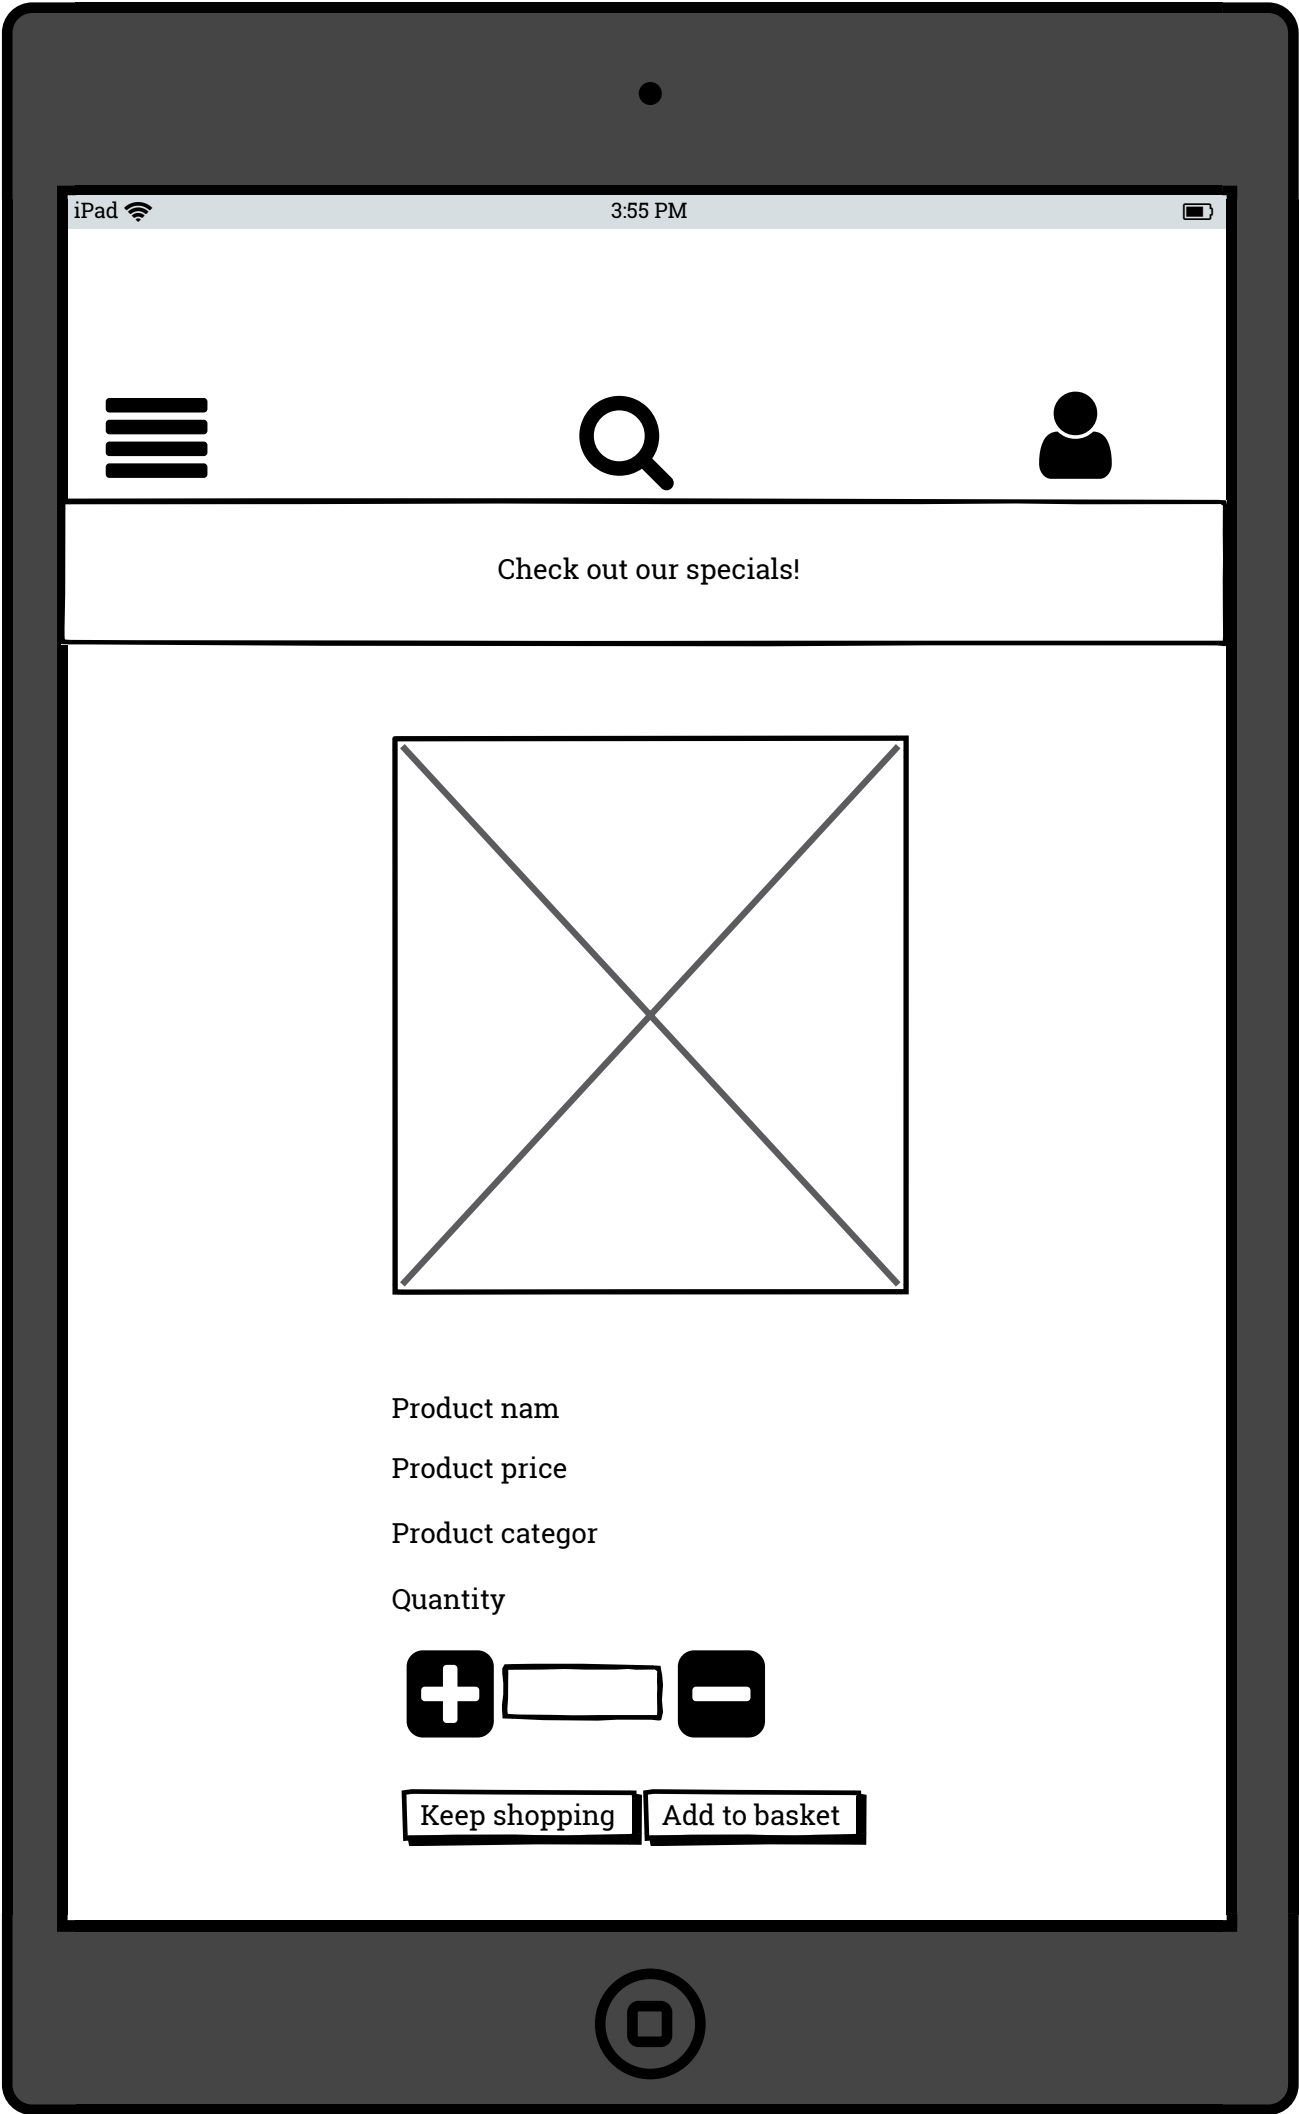 iPad 3:55 PM
Check out our specials!
Product nam
Product price
Product categor
Quantity
Keep shopping Add to basket